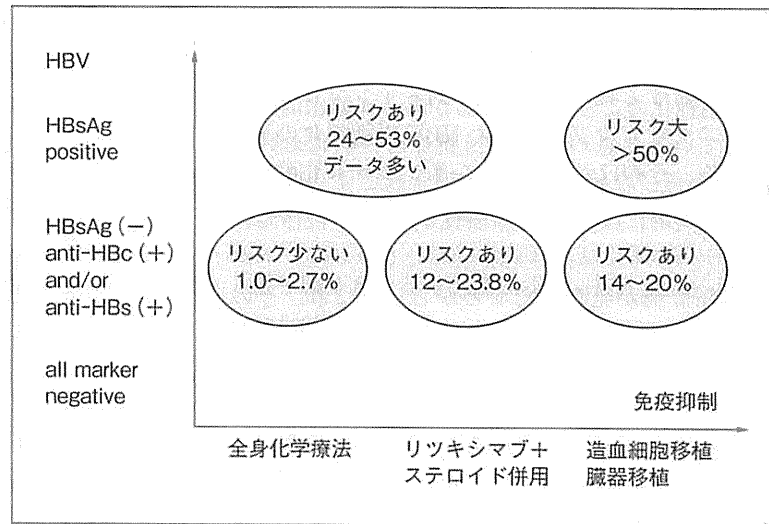 HBV
HBsAg
positive
リスクあり
24～53%
データ多い
リスク大
＞50%
HBsAg（－）
anti-HBc（＋）
and/or
anti-HBs（＋）
リスク少ない
1.0～2.7%
リスクあり
12～23.8%
リスクあり
14～20%
all marker
negative
免疫抑制
全身化学療法
リツキシマブ＋
ステロイド併用
造血細胞移植
臓器移植